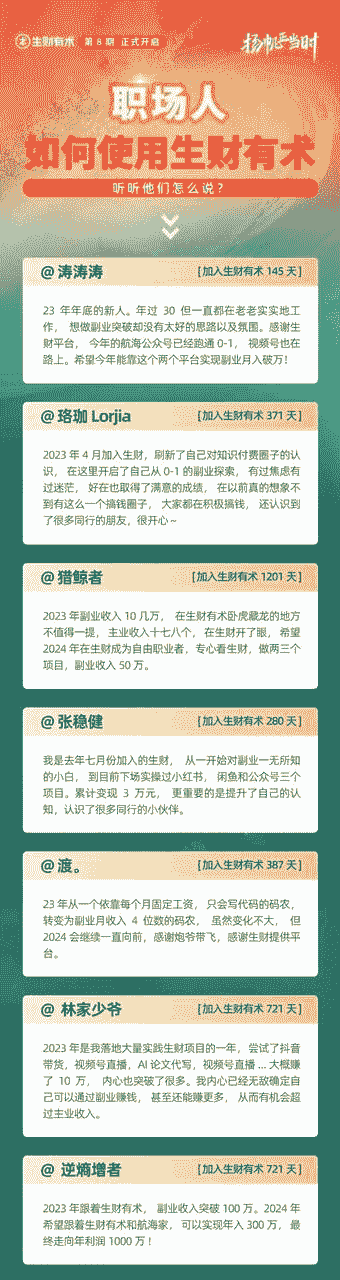 生财有术 第 8 期 正式开启
扬帆正当时
职场人
如何使用生财有术
听听他们怎么说?
@ 涛涛涛
[ 加入生财有术 145 天 ]
23 年年底的新人。年过 30 但一直都在老老实实地工
作, 想做副业突破却没有太好的思路以及氛围。感谢生
财平台, 今年的航海公众号已经跑通 0-1, 视频号也在
路上。希望今年能靠这个两个平台实现副业月入破万!
@ 珞珈 Lorjia
[ 加入生财有术 371 天 ]
2023 年 4 月加入生财, 刷新了自己对知识付费圈子的认
识, 在这里开启了自己从 0-1 的副业探索, 有过焦虑有
过迷茫, 好在也取得了满意的成绩, 在以前真的想象不
到有这么一个搞钱圈子, 大家都在积极搞钱, 还认识到
了很多同行的朋友, 很开心 ~
@ 猎鲸者
[ 加入生财有术 1201 天 ]
2023 年副业收入 10 几万, 在生财有术卧虎藏龙的地方
不值得一提, 主业收入十七八个, 在生财开了眼, 希望
2024 年在生财成为自由职业者, 专心看生财, 做两三个
项目, 副业收入 50 万。
@ 张稳健
[ 加入生财有术 280 天 ]
我是去年七月份加入的生财, 从一开始对副业一无所知
的小白, 到目前下场实操过小红书, 闲鱼和公众号三个
项目。累计变现 3 万元, 更重要的是提升了自己的认
知, 认识了很多同行的小伙伴。
@ 渡。
[ 加入生财有术 387 天 ]
23 年从一个依靠每个月固定工资, 只会写代码的码农,
转变为副业月收入 4 位数的码农, 虽然变化不大, 但
2024 会继续一直向前, 感谢炮爷带飞, 感谢生财提供平
台。
@ 林家少爷
[ 加入生财有术 721 天 ]
2023 年是我落地大量实践生财项目的一年, 尝试了抖音
带货, 视频号直播, AI 论文代写, 视频号直播 ... 大概赚
了 10 万, 内心也突破了很多。我内心已经无敌确定自
己可以通过副业赚钱, 甚至还能赚更多, 从而有机会超
过主业收入。
@ 逆熵增者
[ 加入生财有术 721 天 ]
2023 年跟着生财有术, 副业收入突破 100 万。2024 年
希望跟着生财有术和航海家, 可以实现年入 300 万, 最
终走向年利润 1000 万 !